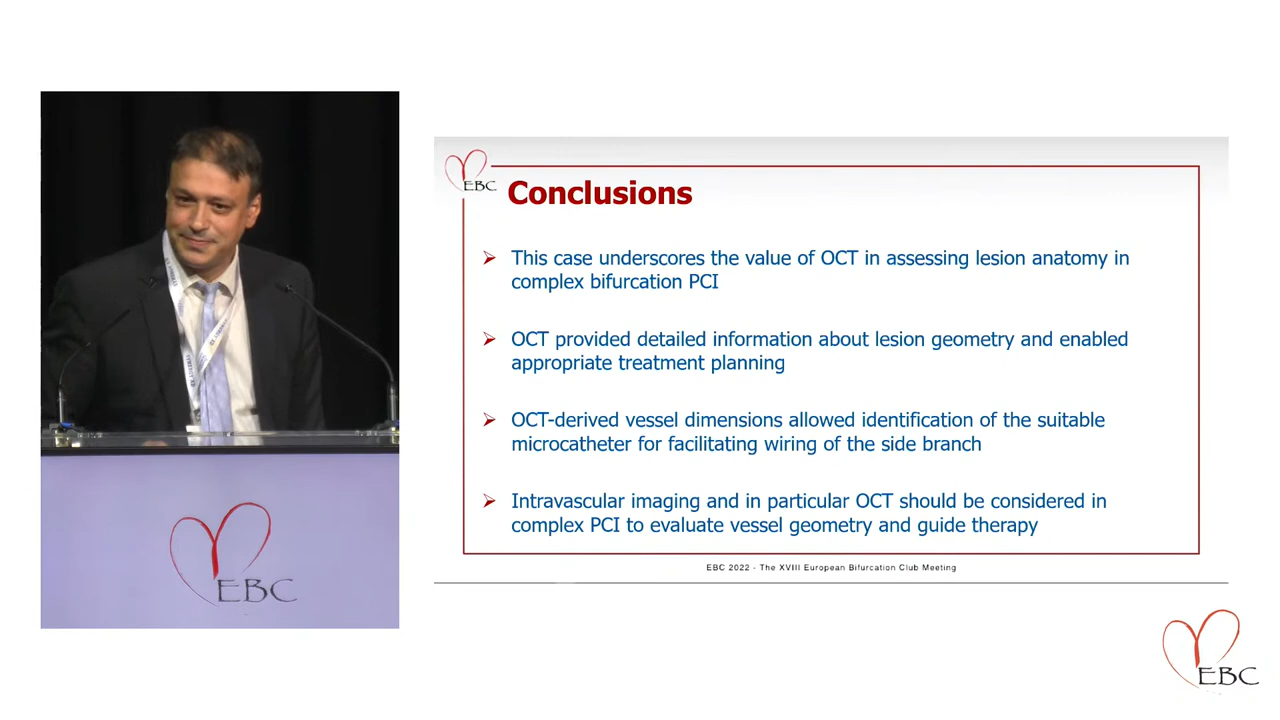 EBC
Conclusions
This case underscores the value of OCT in assessing lesion anatomy in
complex bifurcation PCI
OCT provided detailed information about lesion geometry and enabled
appropriate treatment planning
OCT-derived vessel dimensions allowed identification of the suitable
microcatheter for facilitating wiring of the side branch
Intravascular imaging and in particular OCT should be considered in
complex PCI to evaluate vessel geometry and guide therapy
EBC 2022 - The XVIII European Bifurcation Club Meeting
EBC
EBC